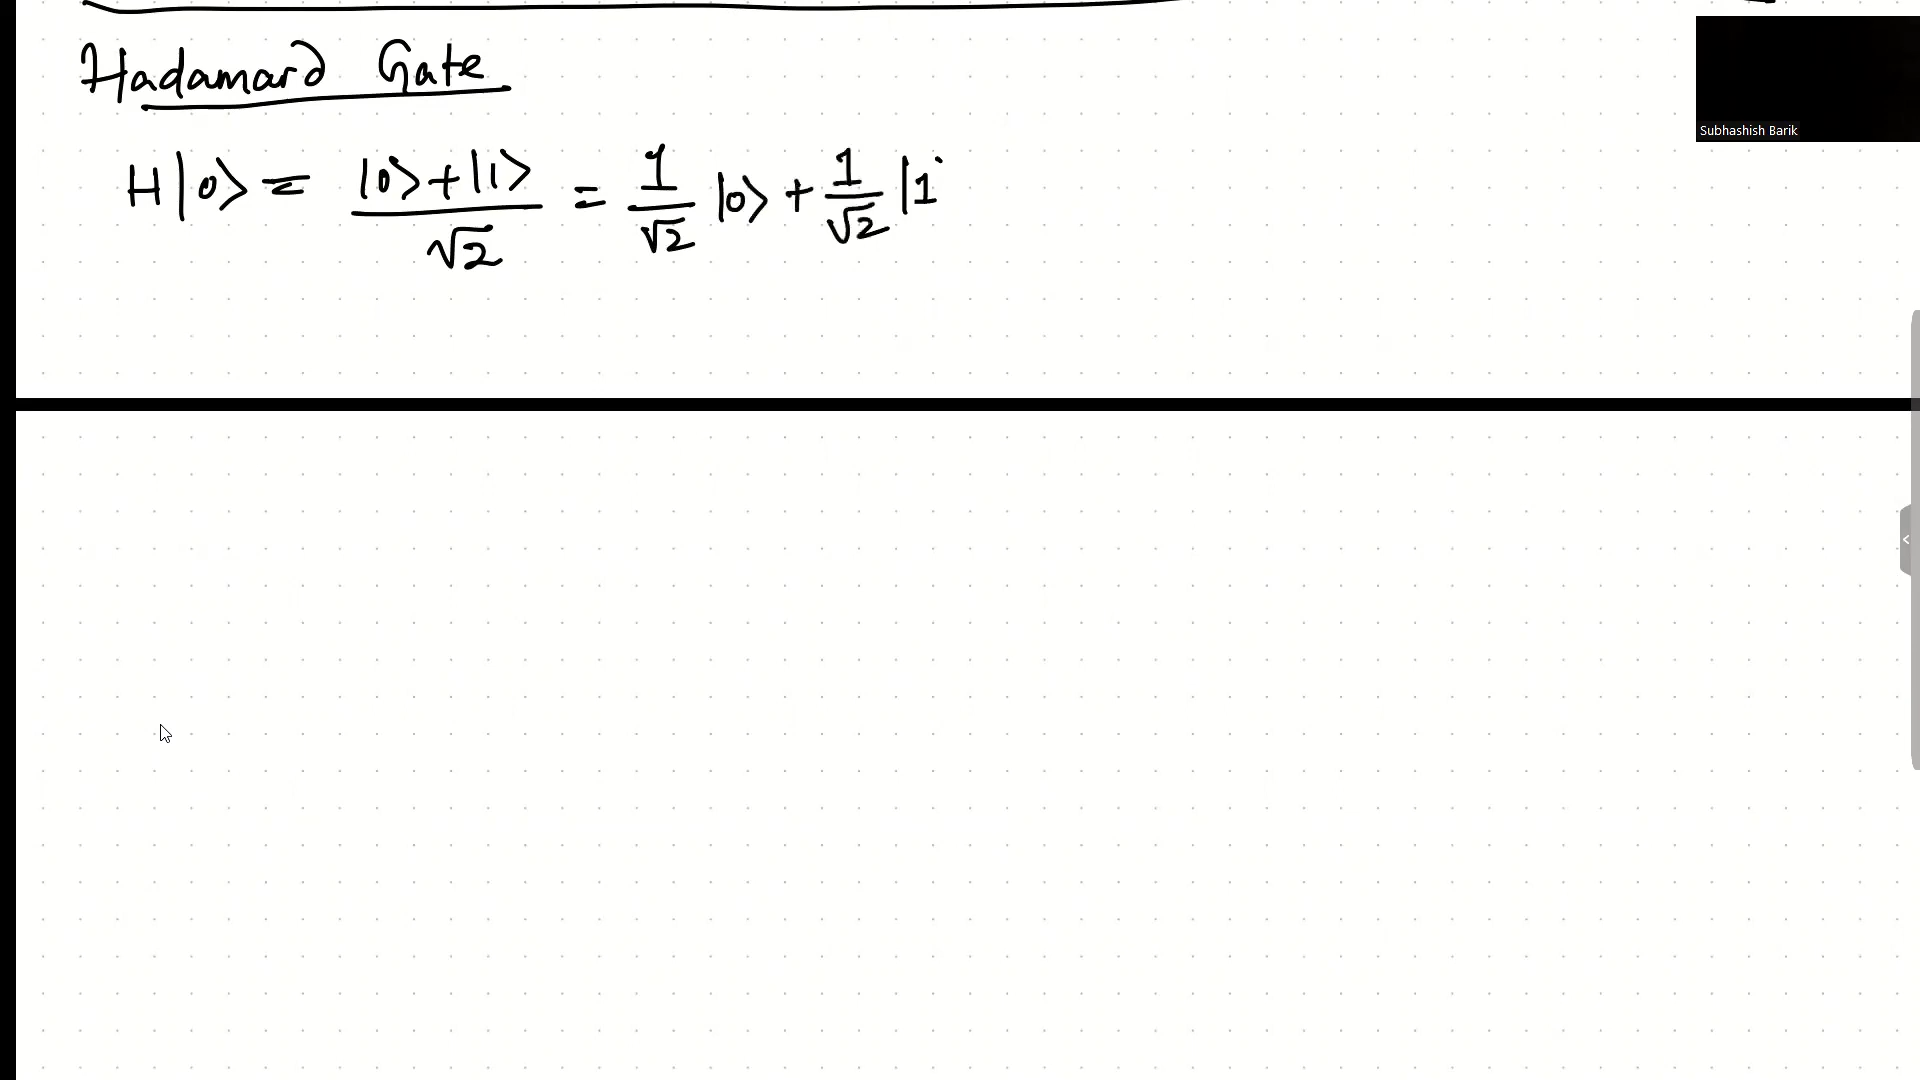 Hadamard Gate
Subhashish Barik
H|0⟩ = |0⟩+|1⟩ / √2 = 1/√2 |0⟩ + 1/√2 |1